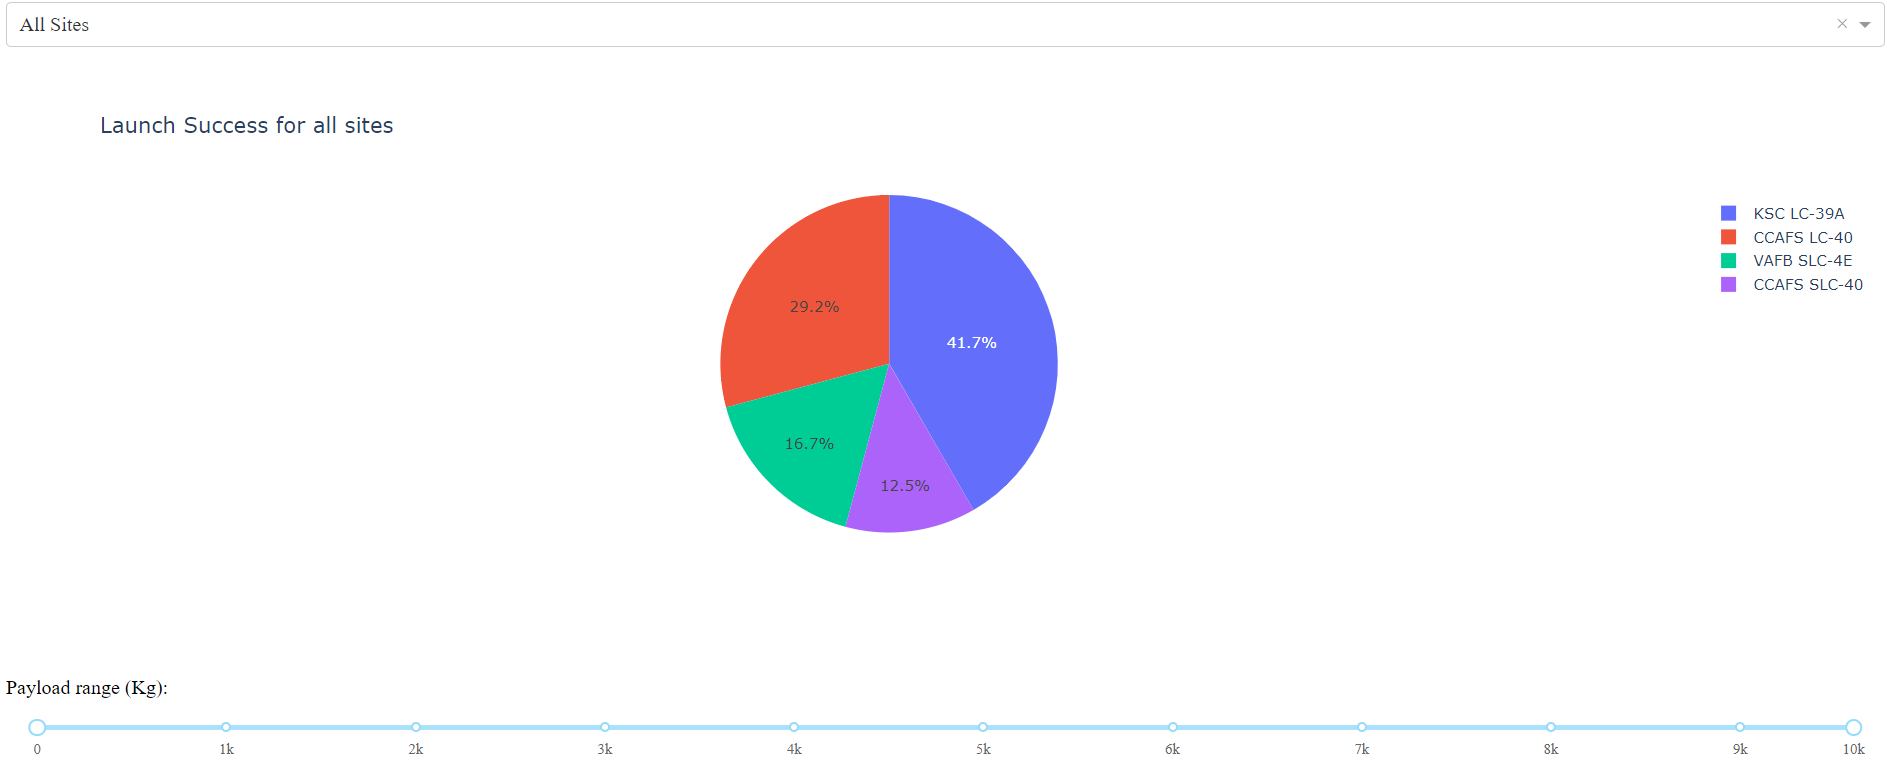 All Sites
Launch Success for all sites
KSC LC-39A
CCAFS LC-40
VAFB SLC-4E
CCAFS SLC-40
29.2%
41.7%
16.7%
12.5%
Payload range (Kg):
0 1k 2k 3k 4k 5k 6k 7k 8k 9k 10k